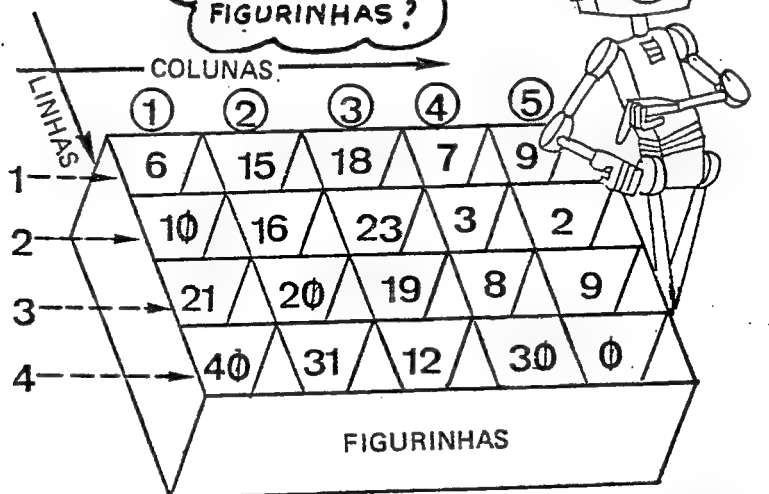 FIGURINHAS?
COLUNAS
LINHAS
1 2 3 4 5
1 6 15 18 7 9
2 10 16 23 3 2
3 21 20 19 8 9
4 40 31 12 30 0
FIGURINHAS